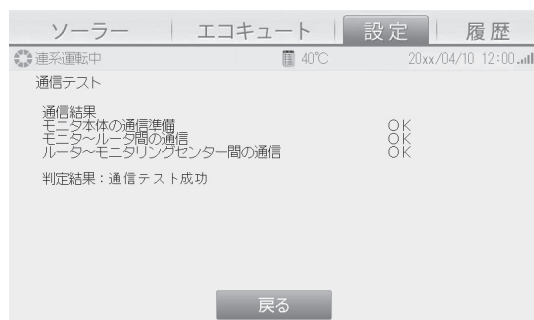 ソーラー エコキュート 設定 履歴
連系運転中 40℃ 20xx/04/10 12:00
通信テスト
通信結果
モニタ本体の通信準備 OK
モニタ～ルータ間の通信 OK
ルータ～モニタリングセンター間の通信 OK
判定結果：通信テスト成功
戻る